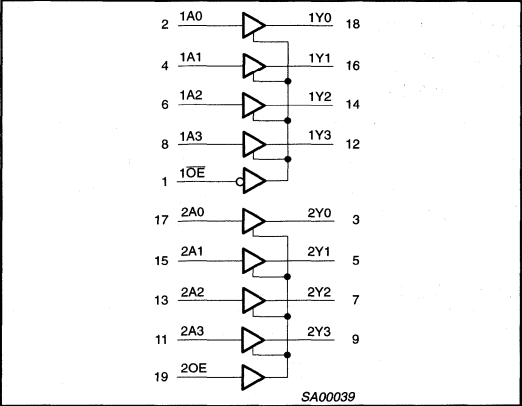 2 1A0 1Y0 18
4 1A1 1Y1 16
6 1A2 1Y2 14
8 1A3 1Y3 12
1 1O̅E̅
17 2A0 2Y0 3
15 2A1 2Y1 5
13 2A2 2Y2 7
11 2A3 2Y3 9
19 2OE
SA00039